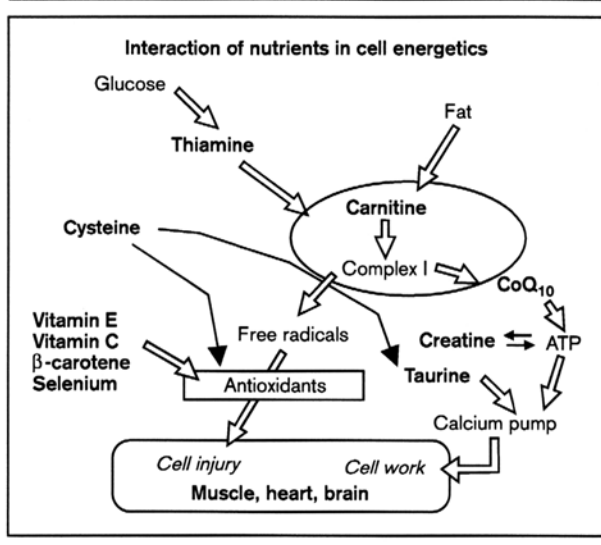 Interaction of nutrients in cell energetics
Glucose
Fat
Thiamine
Carnitine
Cysteine
Complex I
CoQ10
Vitamin E
Vitamin C
β-carotene
Selenium
Free radicals
Creatine
ATP
Antioxidants
Taurine
Calcium pump
Cell injury
Cell work
Muscle, heart, brain